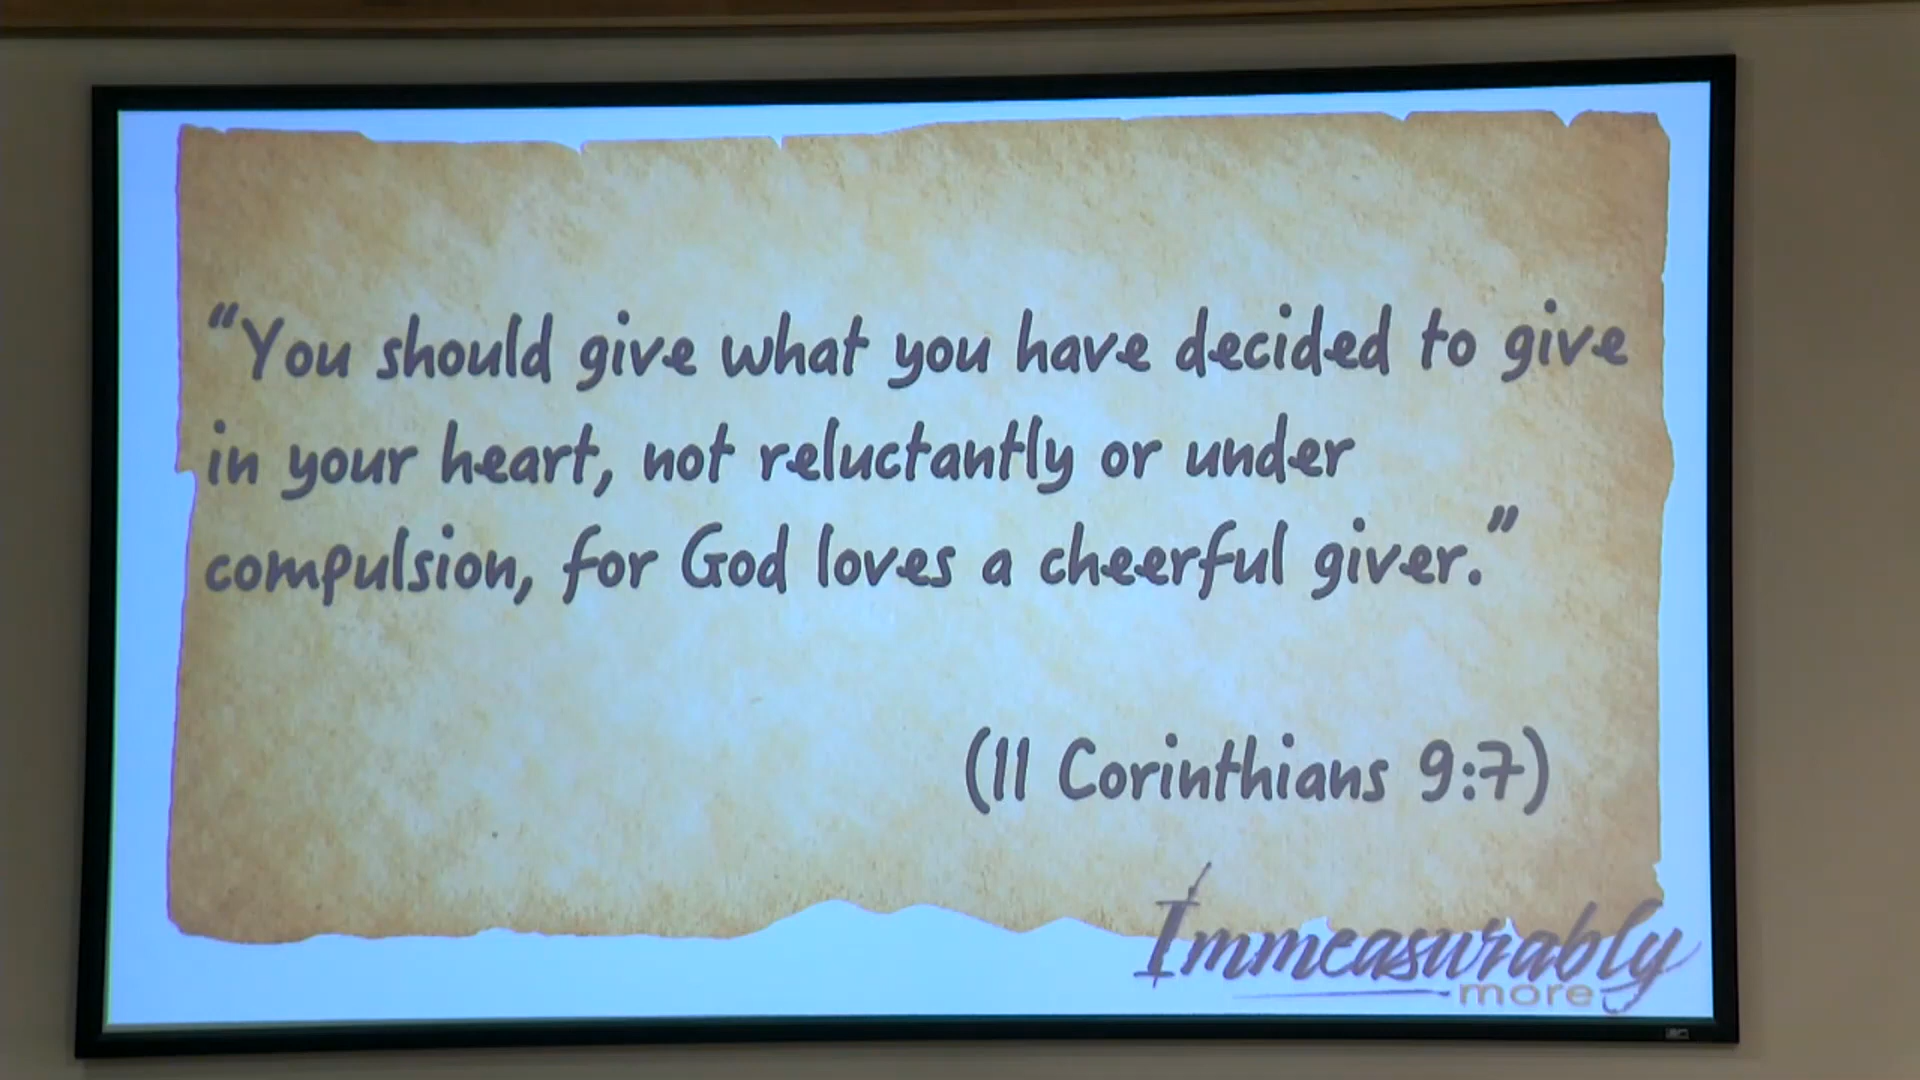 “You should give what you have decided to give
in your heart, not reluctantly or under
compulsion, for God loves a cheerful giver.”
(II Corinthians 9:7)
Immeasurably
more